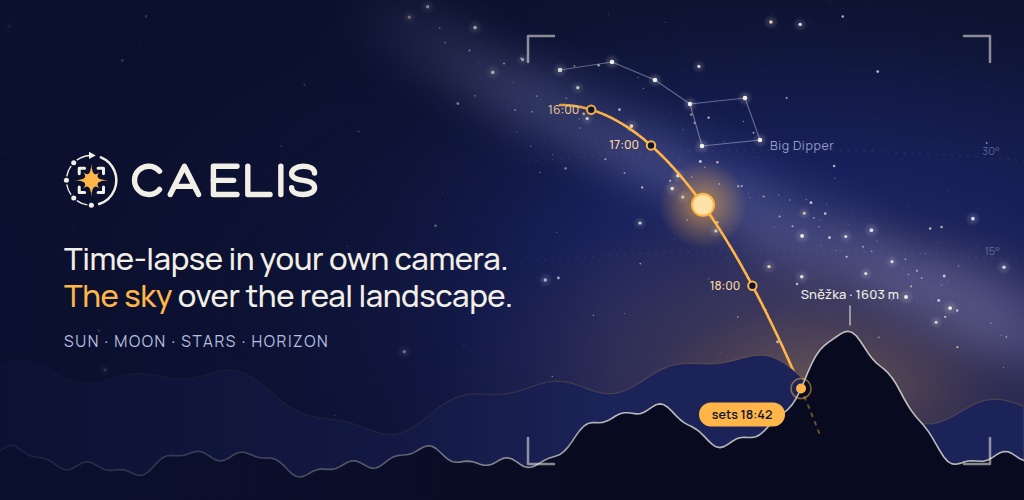 CAELIS
Time-lapse in your own camera.
The sky over the real landscape.
SUN · MOON · STARS · HORIZON
16:00
17:00
Big Dipper
30°
15°
18:00
Sněžka · 1603 m
sets 18:42